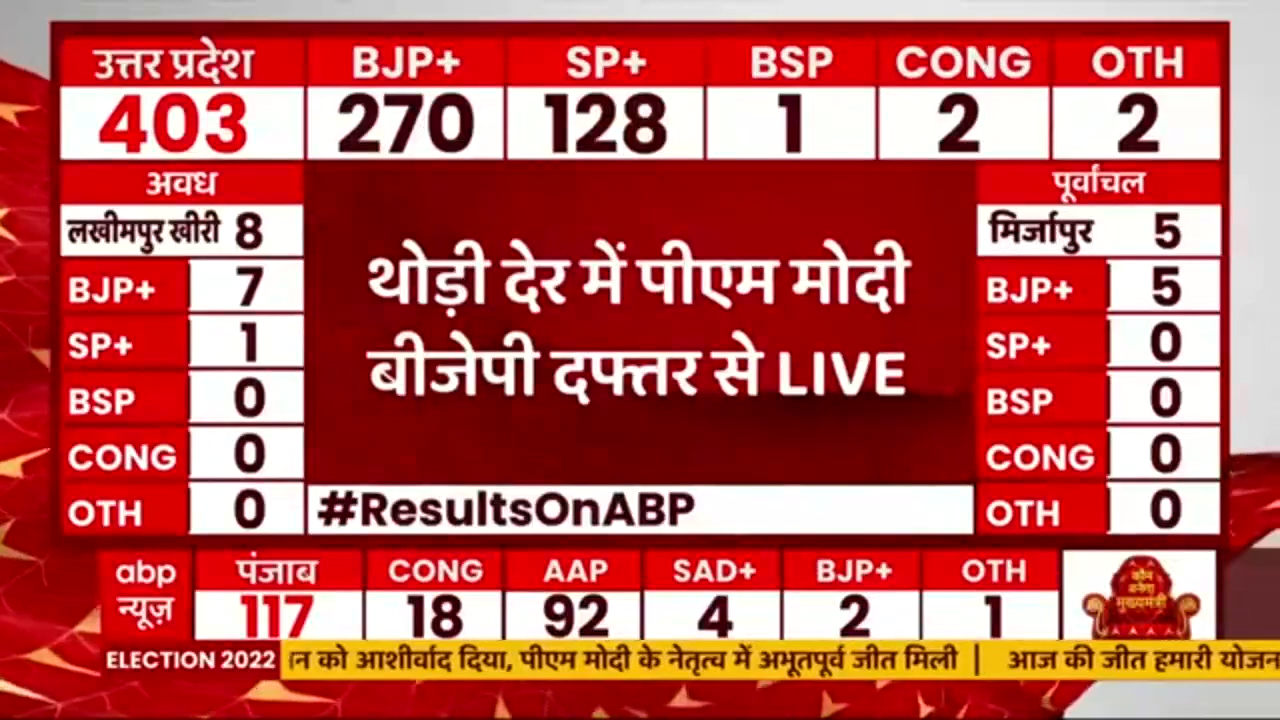 उत्तर प्रदेश BJP+ SP+ BSP CONG OTH
403 270 128 1 2 2
अवध
लखीमपुर खीरी 8
BJP+ 7
SP+ 1
BSP 0
CONG 0
OTH 0
थोड़ी देर में पीएम मोदी
बीजेपी दफ्तर से LIVE
#ResultsOnABP
पूर्वांचल
मिर्जापुर 5
BJP+ 5
SP+ 0
BSP 0
CONG 0
OTH 0
abp न्यूज़
पंजाब CONG AAP SAD+ BJP+ OTH
117 18 92 4 2 1
कौन बनेगा मुख्यमंत्री
ELECTION 2022
को आशीर्वाद दिया, पीएम मोदी के नेतृत्व में अभूतपूर्व जीत मिली | आज की जीत हमारी